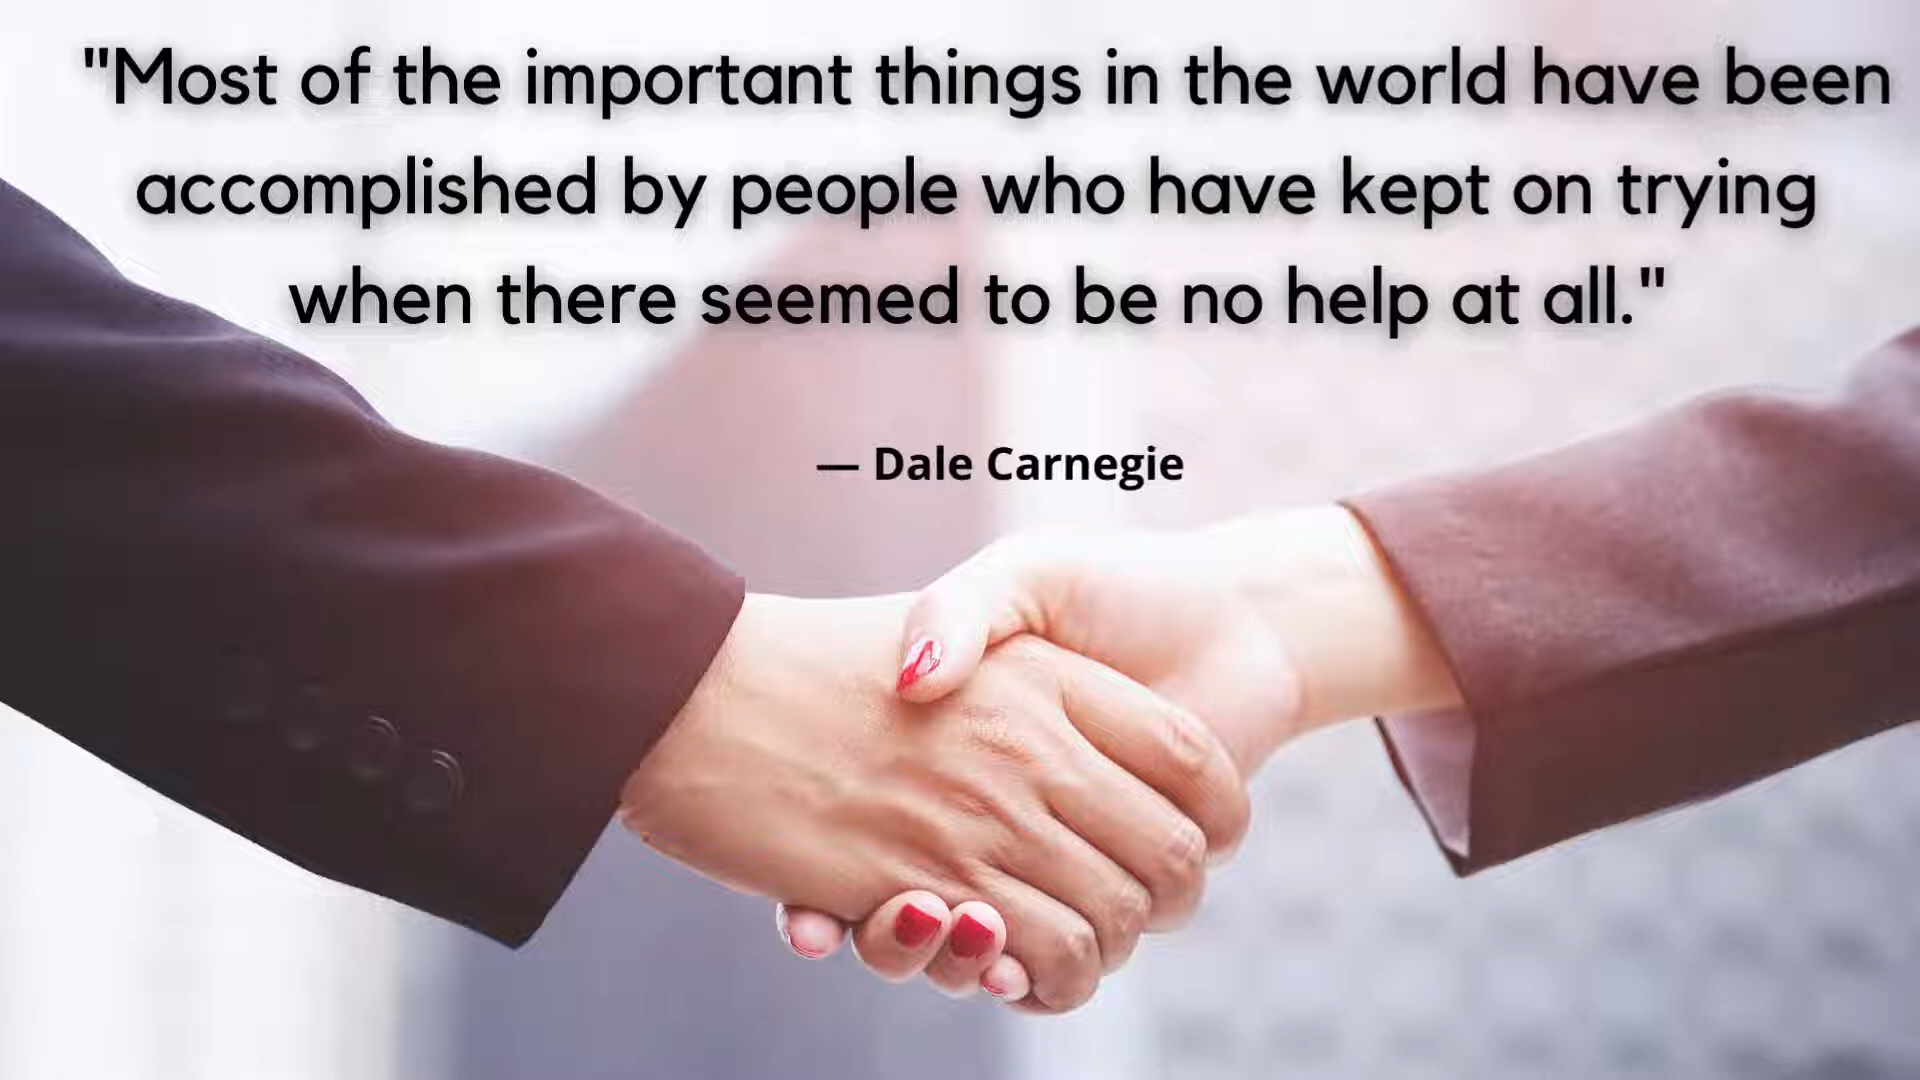 "Most of the important things in the world have been
accomplished by people who have kept on trying
when there seemed to be no help at all."
— Dale Carnegie